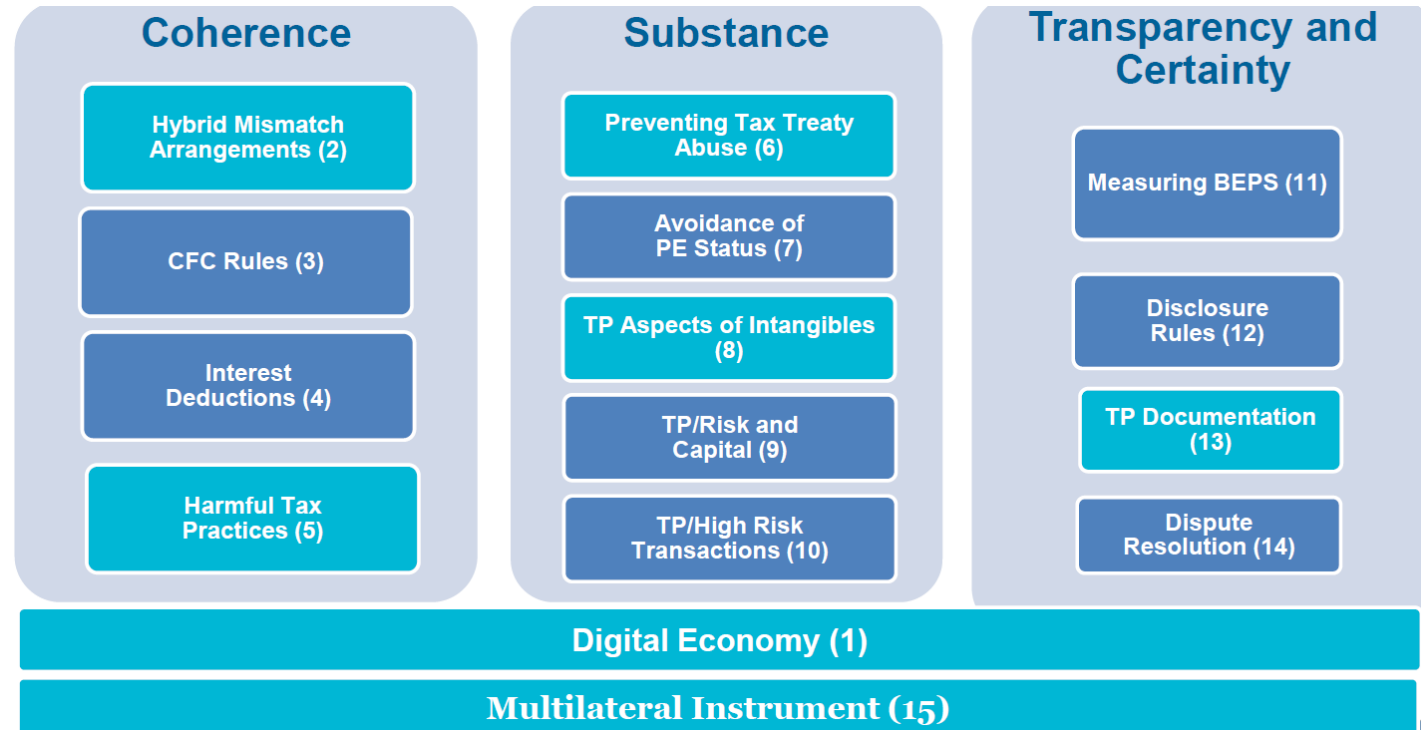 Coherence
Hybrid Mismatch
Arrangements (2)
CFC Rules (3)
Interest
Deductions (4)
Harmful Tax
Practices (5)
Substance
Preventing Tax Treaty
Abuse (6)
Avoidance of
PE Status (7)
TP Aspects of Intangibles
(8)
TP/Risk and
Capital (9)
TP/High Risk
Transactions (10)
Transparency and
Certainty
Measuring BEPS (11)
Disclosure
Rules (12)
TP Documentation
(13)
Dispute
Resolution (14)
Digital Economy (1)
Multilateral Instrument (15)